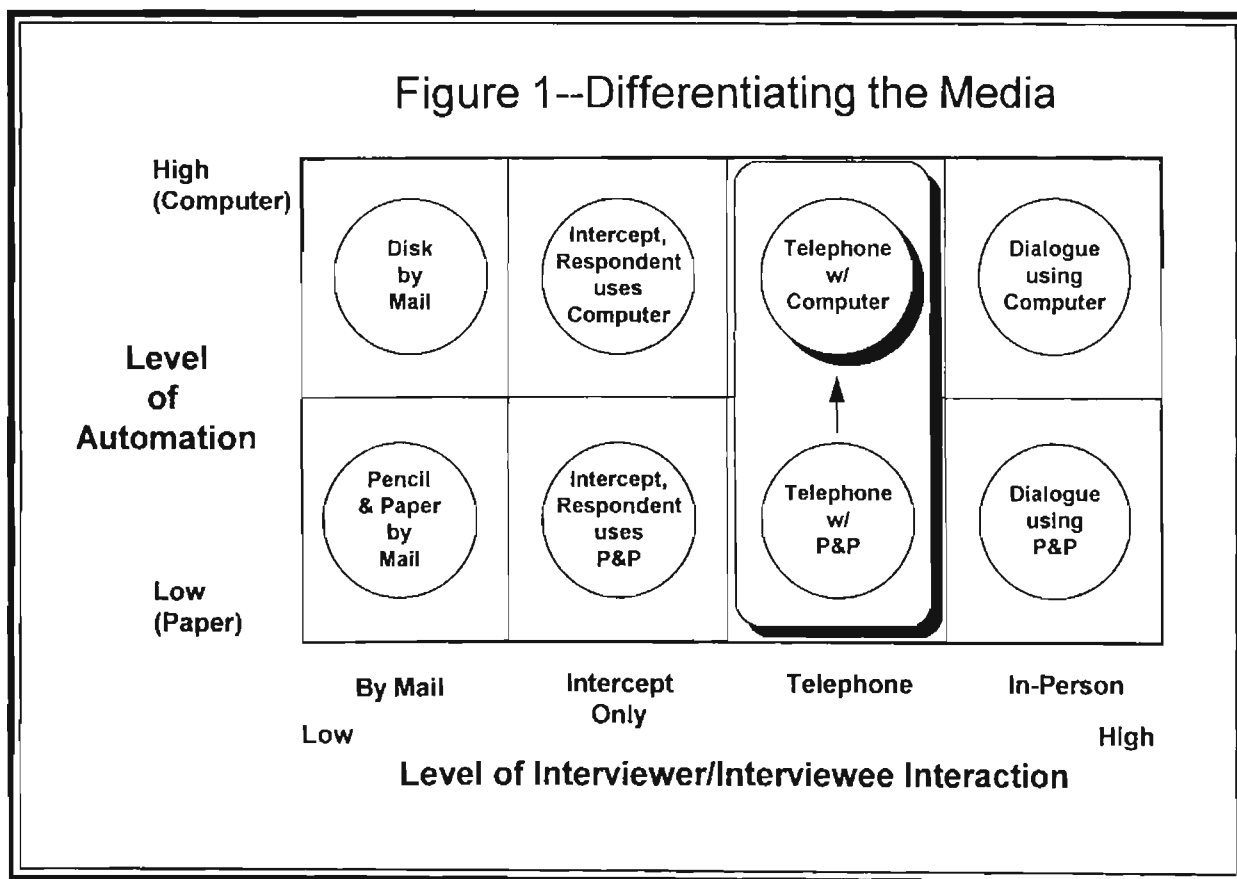 Figure 1--Differentiating the Media
High
(Computer)
Disk
by
Mail
Intercept,
Respondent
uses
Computer
Telephone
w/
Computer
Dialogue
using
Computer
Level
of
Automation
Pencil
& Paper
by
Mail
Intercept,
Respondent
uses
P&P
Telephone
w/
P&P
Dialogue
using
P&P
Low
(Paper)
By Mail
Intercept
Only
Telephone
In-Person
Low
High
Level of Interviewer/Interviewee Interaction